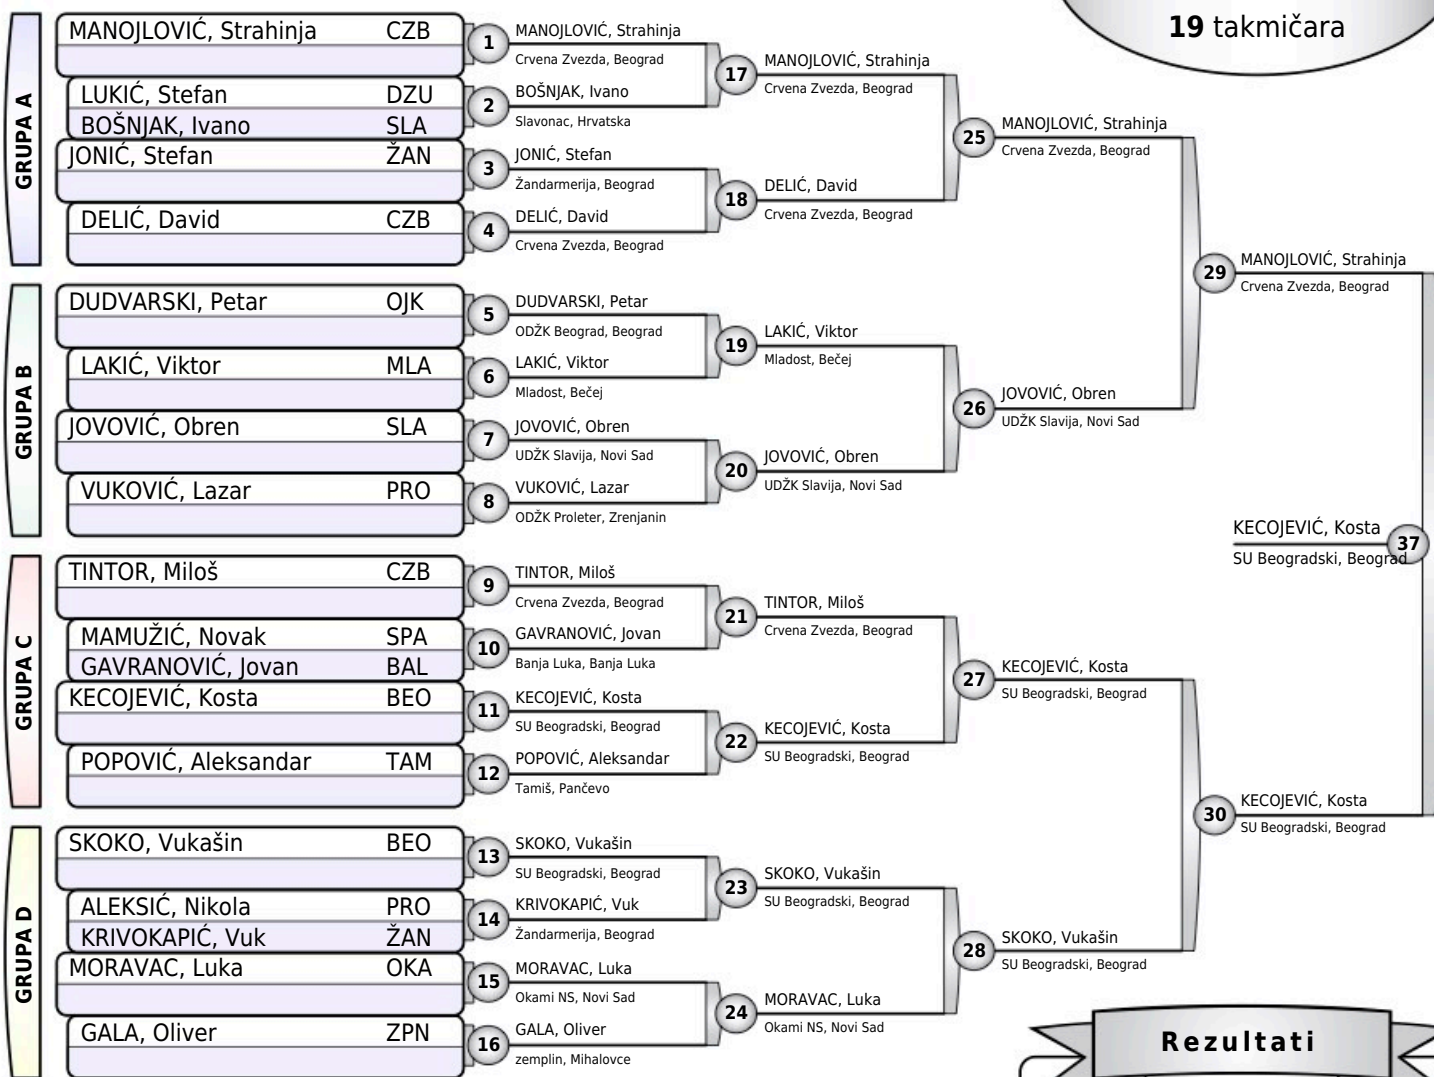 19 takmičara
GRUPA A
MANOJLOVIĆ, Strahinja CZB
LUKIĆ, Stefan DZU
BOŠNJAK, Ivano SLA
JONIĆ, Stefan ŽAN
DELIĆ, David CZB
1 MANOJLOVIĆ, Strahinja
Crvena Zvezda, Beograd
2 BOŠNJAK, Ivano
Slavonac, Hrvatska
3 JONIĆ, Stefan
Žandarmerija, Beograd
4 DELIĆ, David
Crvena Zvezda, Beograd
17 MANOJLOVIĆ, Strahinja
Crvena Zvezda, Beograd
18 DELIĆ, David
Crvena Zvezda, Beograd
25 MANOJLOVIĆ, Strahinja
Crvena Zvezda, Beograd
GRUPA B
DUDVARSKI, Petar OJK
LAKIĆ, Viktor MLA
JOVOVIĆ, Obren SLA
VUKOVIĆ, Lazar PRO
5 DUDVARSKI, Petar
ODŽK Beograd, Beograd
6 LAKIĆ, Viktor
Mladost, Bečej
7 JOVOVIĆ, Obren
UDŽK Slavija, Novi Sad
8 VUKOVIĆ, Lazar
ODŽK Proleter, Zrenjanin
19 LAKIĆ, Viktor
Mladost, Bečej
20 JOVOVIĆ, Obren
UDŽK Slavija, Novi Sad
26 JOVOVIĆ, Obren
UDŽK Slavija, Novi Sad
29 MANOJLOVIĆ, Strahinja
Crvena Zvezda, Beograd
GRUPA C
TINTOR, Miloš CZB
MAMUŽIĆ, Novak SPA
GAVRANOVIĆ, Jovan BAL
KECOJEVIĆ, Kosta BEO
POPOVIĆ, Aleksandar TAM
9 TINTOR, Miloš
Crvena Zvezda, Beograd
10 GAVRANOVIĆ, Jovan
Banja Luka, Banja Luka
11 KECOJEVIĆ, Kosta
SU Beogradski, Beograd
12 POPOVIĆ, Aleksandar
Tamiš, Pančevo
21 TINTOR, Miloš
Crvena Zvezda, Beograd
22 KECOJEVIĆ, Kosta
SU Beogradski, Beograd
27 KECOJEVIĆ, Kosta
SU Beogradski, Beograd
GRUPA D
SKOKO, Vukašin BEO
ALEKSIĆ, Nikola PRO
KRIVOKAPIĆ, Vuk ŽAN
MORAVAC, Luka OKA
GALA, Oliver ZPN
13 SKOKO, Vukašin
SU Beogradski, Beograd
14 KRIVOKAPIĆ, Vuk
Žandarmerija, Beograd
15 MORAVAC, Luka
Okami NS, Novi Sad
16 GALA, Oliver
zemplin, Mihalovce
23 SKOKO, Vukašin
SU Beogradski, Beograd
24 MORAVAC, Luka
Okami NS, Novi Sad
28 SKOKO, Vukašin
SU Beogradski, Beograd
30 KECOJEVIĆ, Kosta
SU Beogradski, Beograd
KECOJEVIĆ, Kosta 37
SU Beogradski, Beograd
Rezultati